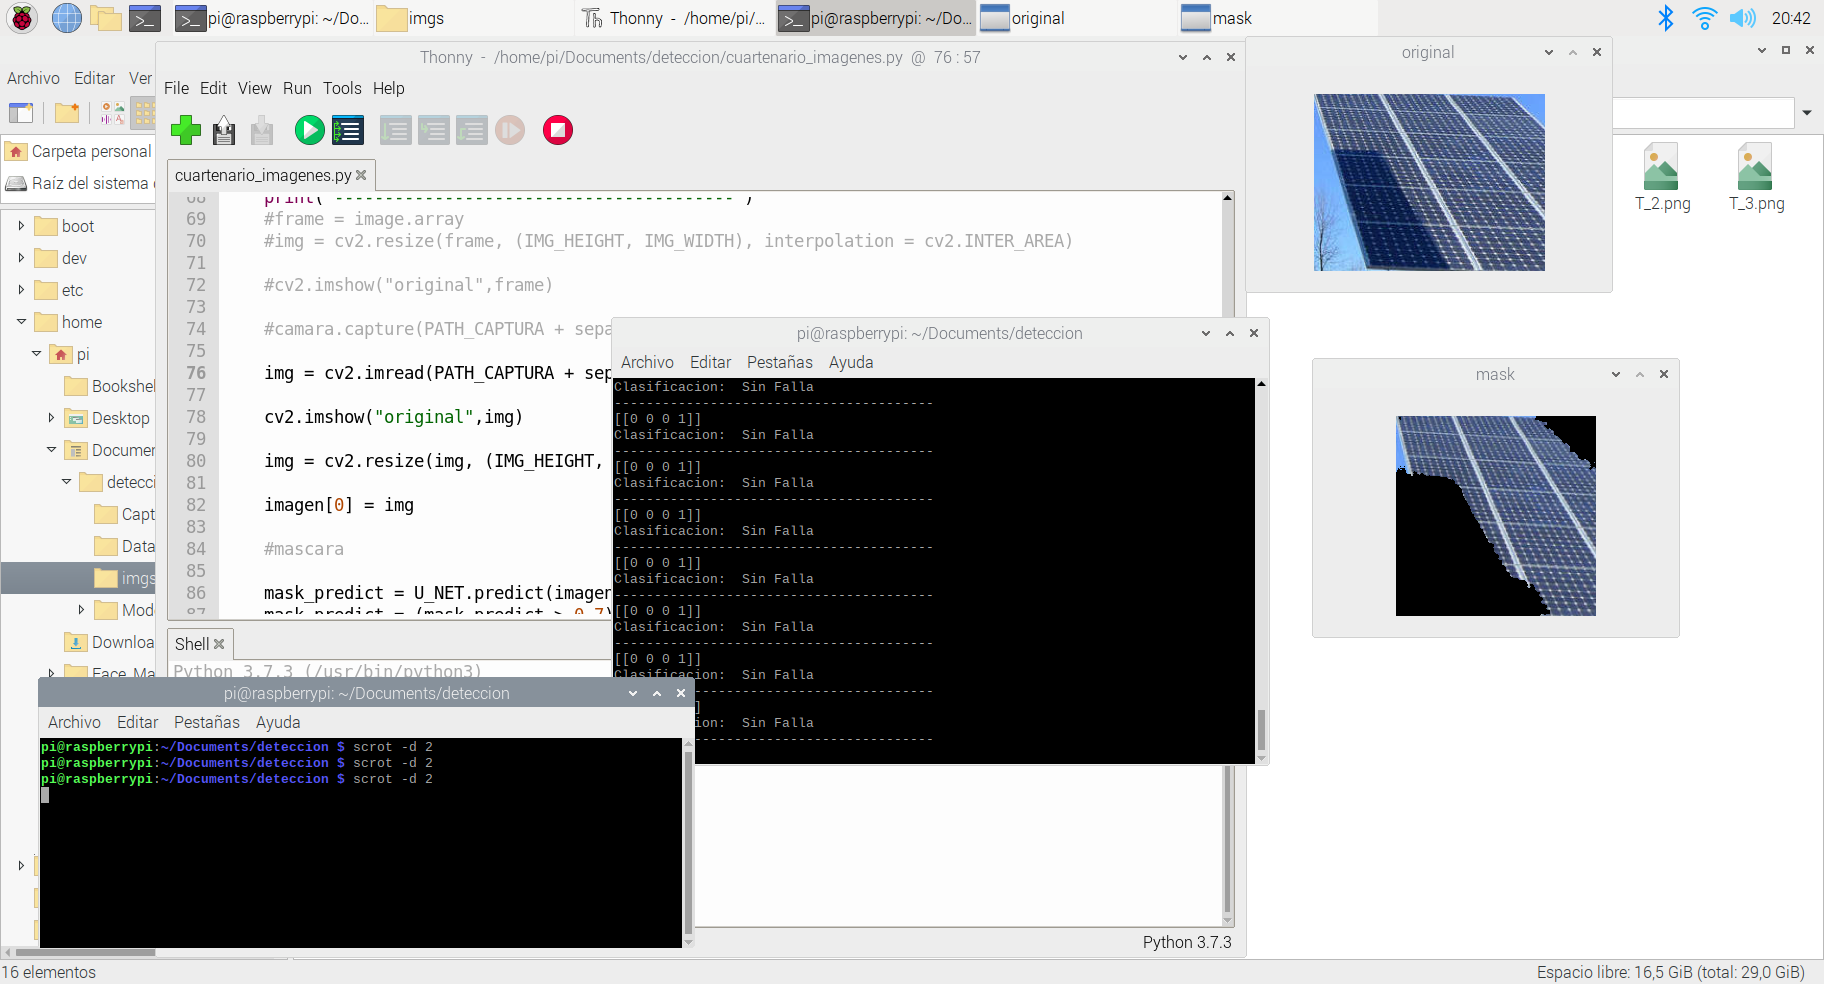 pi@raspberrypi: ~/Do...
imgs
Thonny - /home/pi/...
pi@raspberrypi: ~/Do...
original
mask
20:42
Archivo Editar Ver
Carpeta personal
Raíz del sistema
boot
dev
etc
home
pi
Bookshel
Desktop
Documen
detecci
Capt
Data
imgs
Mod
Downloa
Face_Ma
16 elementos
Espacio libre: 16,5 GiB (total: 29,0 GiB)
T_2.png
T_3.png
Thonny - /home/pi/Documents/deteccion/cuartenario_imagenes.py @ 76 : 57
File Edit View Run Tools Help
cuartenario_imagenes.py
68 print("----------------------------------------")
69 #frame = image.array
70 #img = cv2.resize(frame, (IMG_HEIGHT, IMG_WIDTH), interpolation = cv2.INTER_AREA)
71
72 #cv2.imshow("original",frame)
73
74 #camara.capture(PATH_CAPTURA + sepa
75
76 img = cv2.imread(PATH_CAPTURA + sep
77
78 cv2.imshow("original",img)
79
80 img = cv2.resize(img, (IMG_HEIGHT,
81
82 imagen[0] = img
83
84 #mascara
85
86 mask_predict = U_NET.predict(imagen
87 mask_predict = (mask_predict > 0.7)
Shell
Python 3.7.3 (/usr/bin/python3)
Python 3.7.3
pi@raspberrypi: ~/Documents/deteccion
Archivo Editar Pestañas Ayuda
Clasificacion:  Sin Falla
----------------------------------------
[[0 0 0 1]]
Clasificacion:  Sin Falla
----------------------------------------
[[0 0 0 1]]
Clasificacion:  Sin Falla
----------------------------------------
[[0 0 0 1]]
Clasificacion:  Sin Falla
----------------------------------------
[[0 0 0 1]]
Clasificacion:  Sin Falla
----------------------------------------
[[0 0 0 1]]
Clasificacion:  Sin Falla
----------------------------------------
[[0 0 0 1]]
Clasificacion:  Sin Falla
----------------------------------------
]
ion:  Sin Falla
----------------------------------------
pi@raspberrypi: ~/Documents/deteccion
Archivo Editar Pestañas Ayuda
pi@raspberrypi:~/Documents/deteccion $ scrot -d 2
pi@raspberrypi:~/Documents/deteccion $ scrot -d 2
pi@raspberrypi:~/Documents/deteccion $ scrot -d 2
original
mask